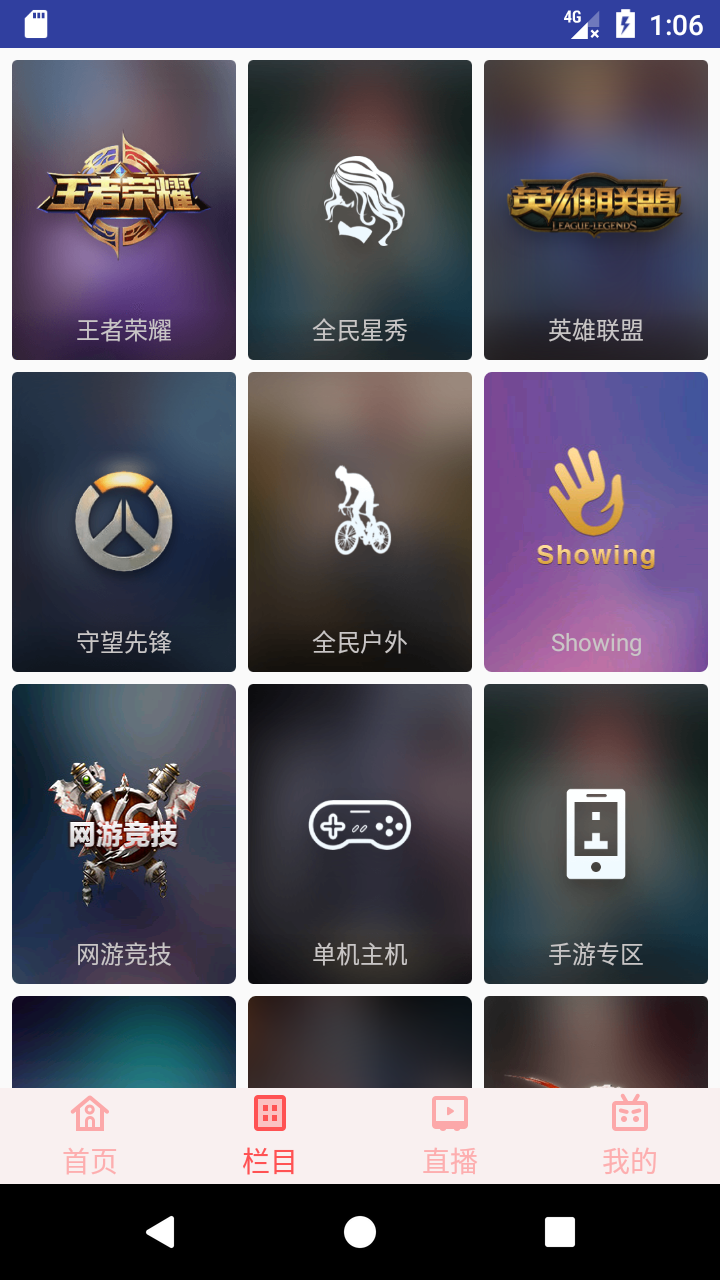 4G 1:06
王者荣耀
王者荣耀
全民星秀
英雄联盟
LEAGUE OF LEGENDS
英雄联盟
守望先锋
全民户外
Showing
Showing
网游竞技
网游竞技
单机主机
手游专区
首页
栏目
直播
我的